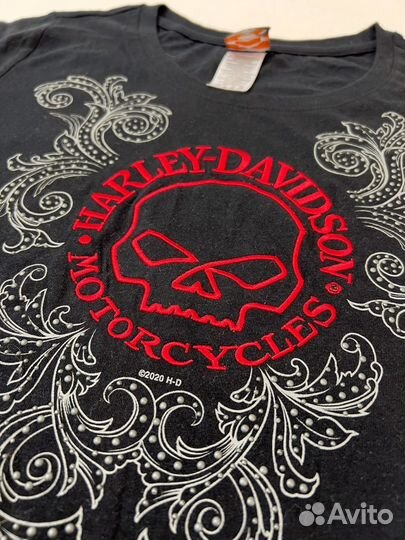 · HARLEY-DAVIDSON ®
MOTORCYCLES ·
©2020 H-D
Avito